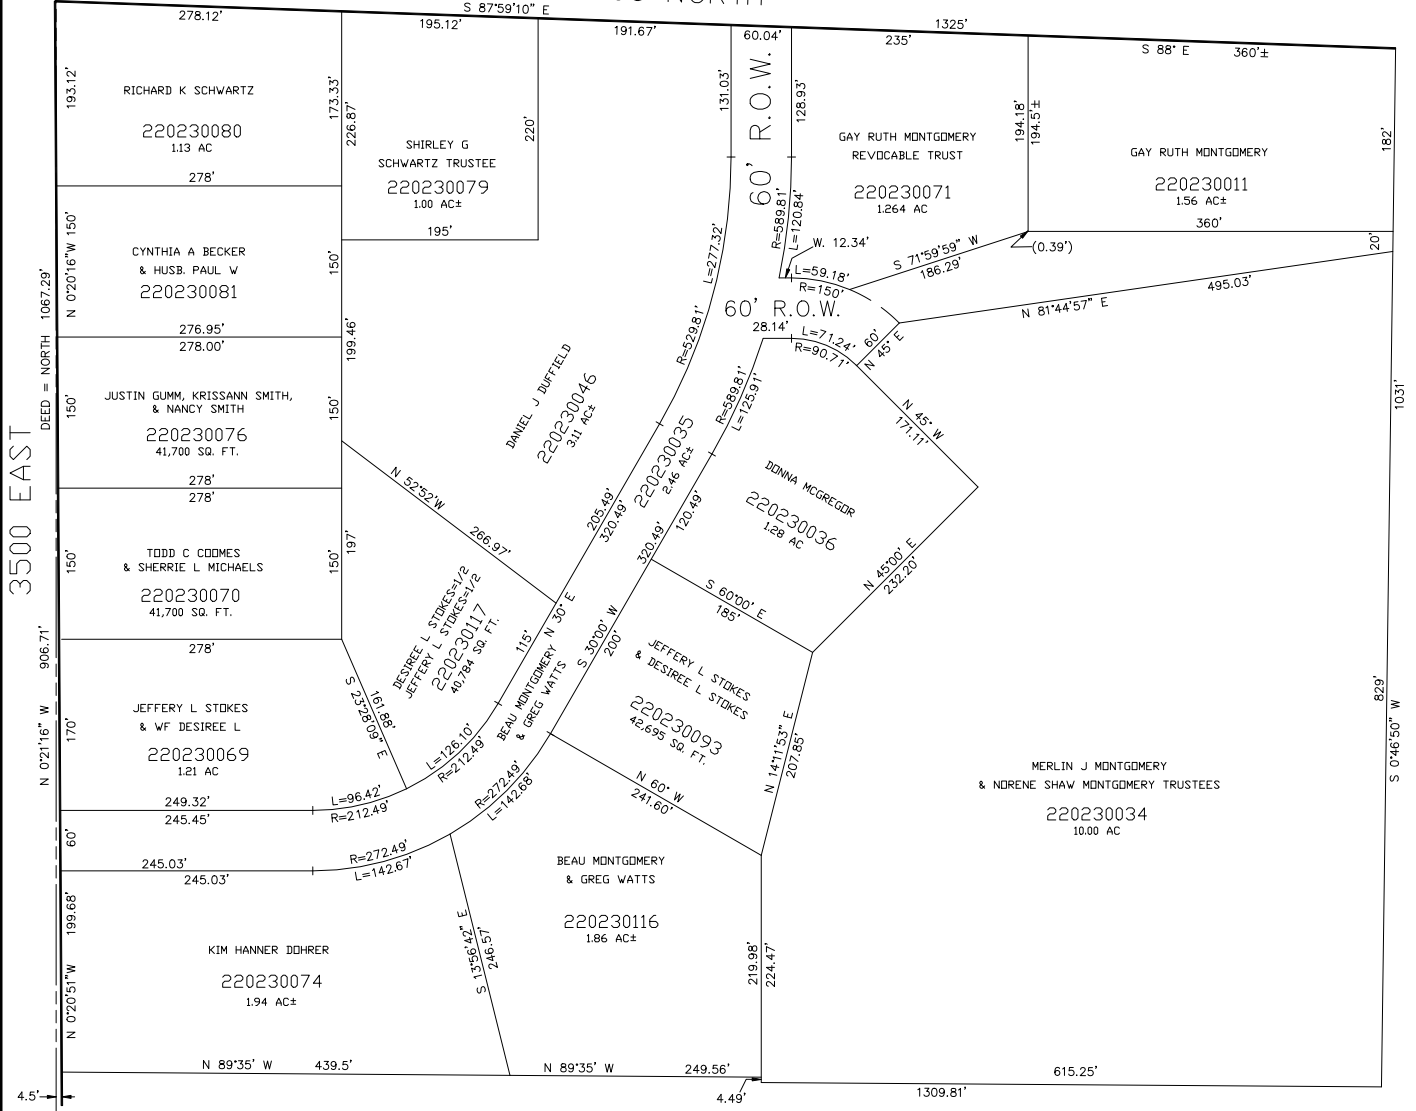 S 87°59'10" E
278.12'
195.12'
191.67'
60.04'
1325'
235'
S 88° E
360'±
193.12'
RICHARD K SCHWARTZ
220230080
1.13 AC
173.33'
226.87'
278'
SHIRLEY G
SCHWARTZ TRUSTEE
220230079
1.00 AC±
220'
195'
131.03'
60' R.O.W.
128.93'
GAY RUTH MONTGOMERY
REVOCABLE TRUST
220230071
1.264 AC
194.18'
194.5'±
GAY RUTH MONTGOMERY
220230011
1.56 AC±
182'
360'
20'
(0.39')
S 71°59'59" W
186.29'
R=589.81'
L=120.84'
W. 12.34'
L=59.18'
R=150'
60' R.O.W.
28.14'
L=71.24'
R=90.71'
60'
N 45° E
N 81°44'57" E
495.03'
1031'
DEED = NORTH 1067.29'
N 0°20'16" W
150'
CYNTHIA A BECKER
& HUSB. PAUL W
220230081
150'
276.95'
278.00'
199.46'
150'
JUSTIN GUMM, KRISSANN SMITH,
& NANCY SMITH
220230076
41,700 SQ. FT.
150'
278'
278'
3500 EAST
150'
TODD C COOMES
& SHERRIE L MICHAELS
220230070
41,700 SQ. FT.
150'
197'
278'
L=277.32'
R=529.81'
DANIEL J DUFFIELD
220230046
3.11 AC±
N 52°52'W
266.97'
205.49'
320.49'
220230035
2.46 AC±
R=589.81'
L=125.91'
320.49'
120.49'
DONNA MCGREGOR
220230036
1.28 AC
N 45° W
171.11'
N 45°00' E
232.20'
S 60°00' E
185'
DESIREE L STOKES=1/2
JEFFERY L STOKES=1/2
220230117
40,784 SQ. FT.
115'
N 30° E
BEAU MONTGOMERY
& GREG WATTS
S 30°00' W
200'
JEFFERY L STOKES
& DESIREE L STOKES
220230093
42,695 SQ. FT.
N 14°11'53" E
207.85'
829'
S 0°46'50" W
906.71'
N 0°21'16" W
170'
JEFFERY L STOKES
& WF DESIREE L
220230069
1.21 AC
S 23°28'09" E
161.88'
L=126.10'
R=212.49'
249.32'
245.45'
L=96.42'
R=212.49'
60'
245.03'
245.03'
R=272.49'
L=142.67'
R=272.49'
L=142.68'
N 60° W
241.60'
MERLIN J MONTGOMERY
& NORENE SHAW MONTGOMERY TRUSTEES
220230034
10.00 AC
199.68'
N 0°20'51"W
KIM HANNER DOHRER
220230074
1.94 AC±
S 13°56'42" E
246.57'
BEAU MONTGOMERY
& GREG WATTS
220230116
1.86 AC±
219.98'
224.47'
N 89°35' W
439.5'
N 89°35' W
249.56'
615.25'
4.5'
4.49'
1309.81'